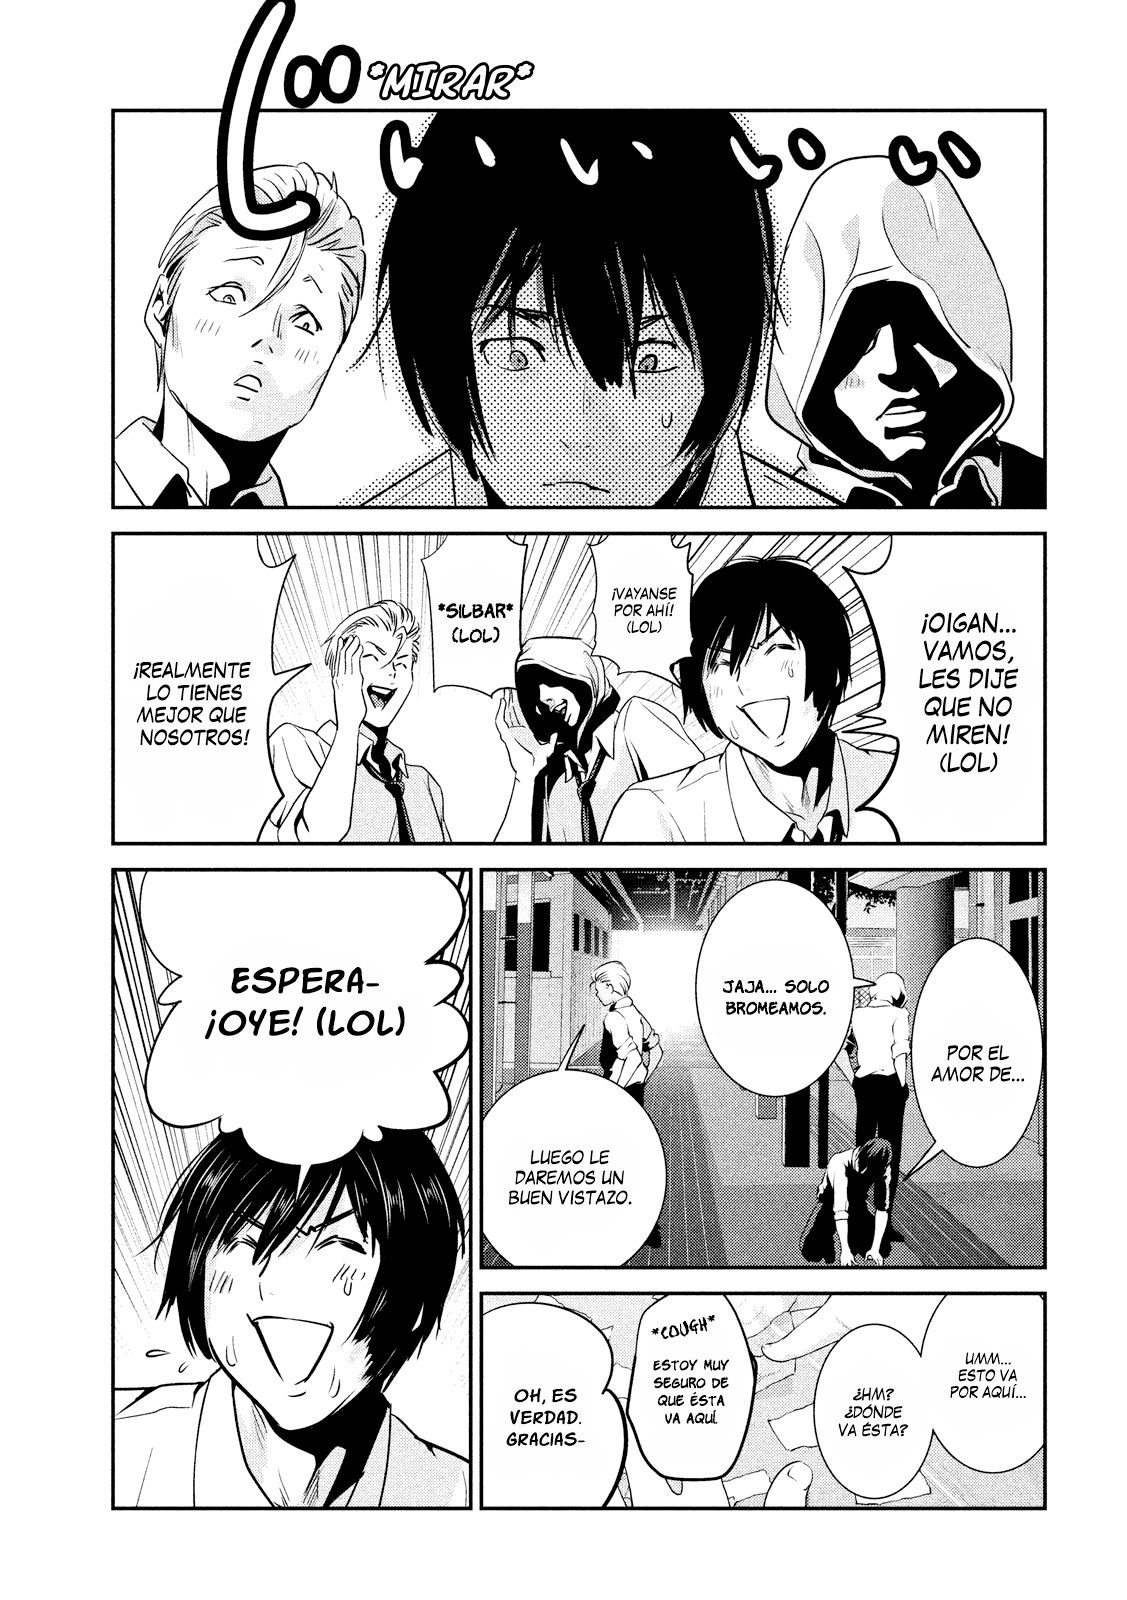 *MIRAR*
¡OIGAN...
VAMOS,
LES DIJE
QUE NO
MIREN!
(LOL)
¡VAYANSE
POR AHÍ!
(LOL)
*SILBAR*
(LOL)
¡REALMENTE
LO TIENES
MEJOR QUE
NOSOTROS!
POR EL
AMOR DE...
JAJA... SOLO
BROMEAMOS.
LUEGO LE
DAREMOS UN
BUEN VISTAZO.
ESPERA-
¡OYE! (LOL)
UMM...
ESTO VA
POR AQUÍ...
¿HM?
¿DÓNDE
VA ÉSTA?
*COUGH*
ESTOY MUY
SEGURO DE
QUE ÉSTA
VA AQUÍ.
OH, ES
VERDAD.
GRACIAS-